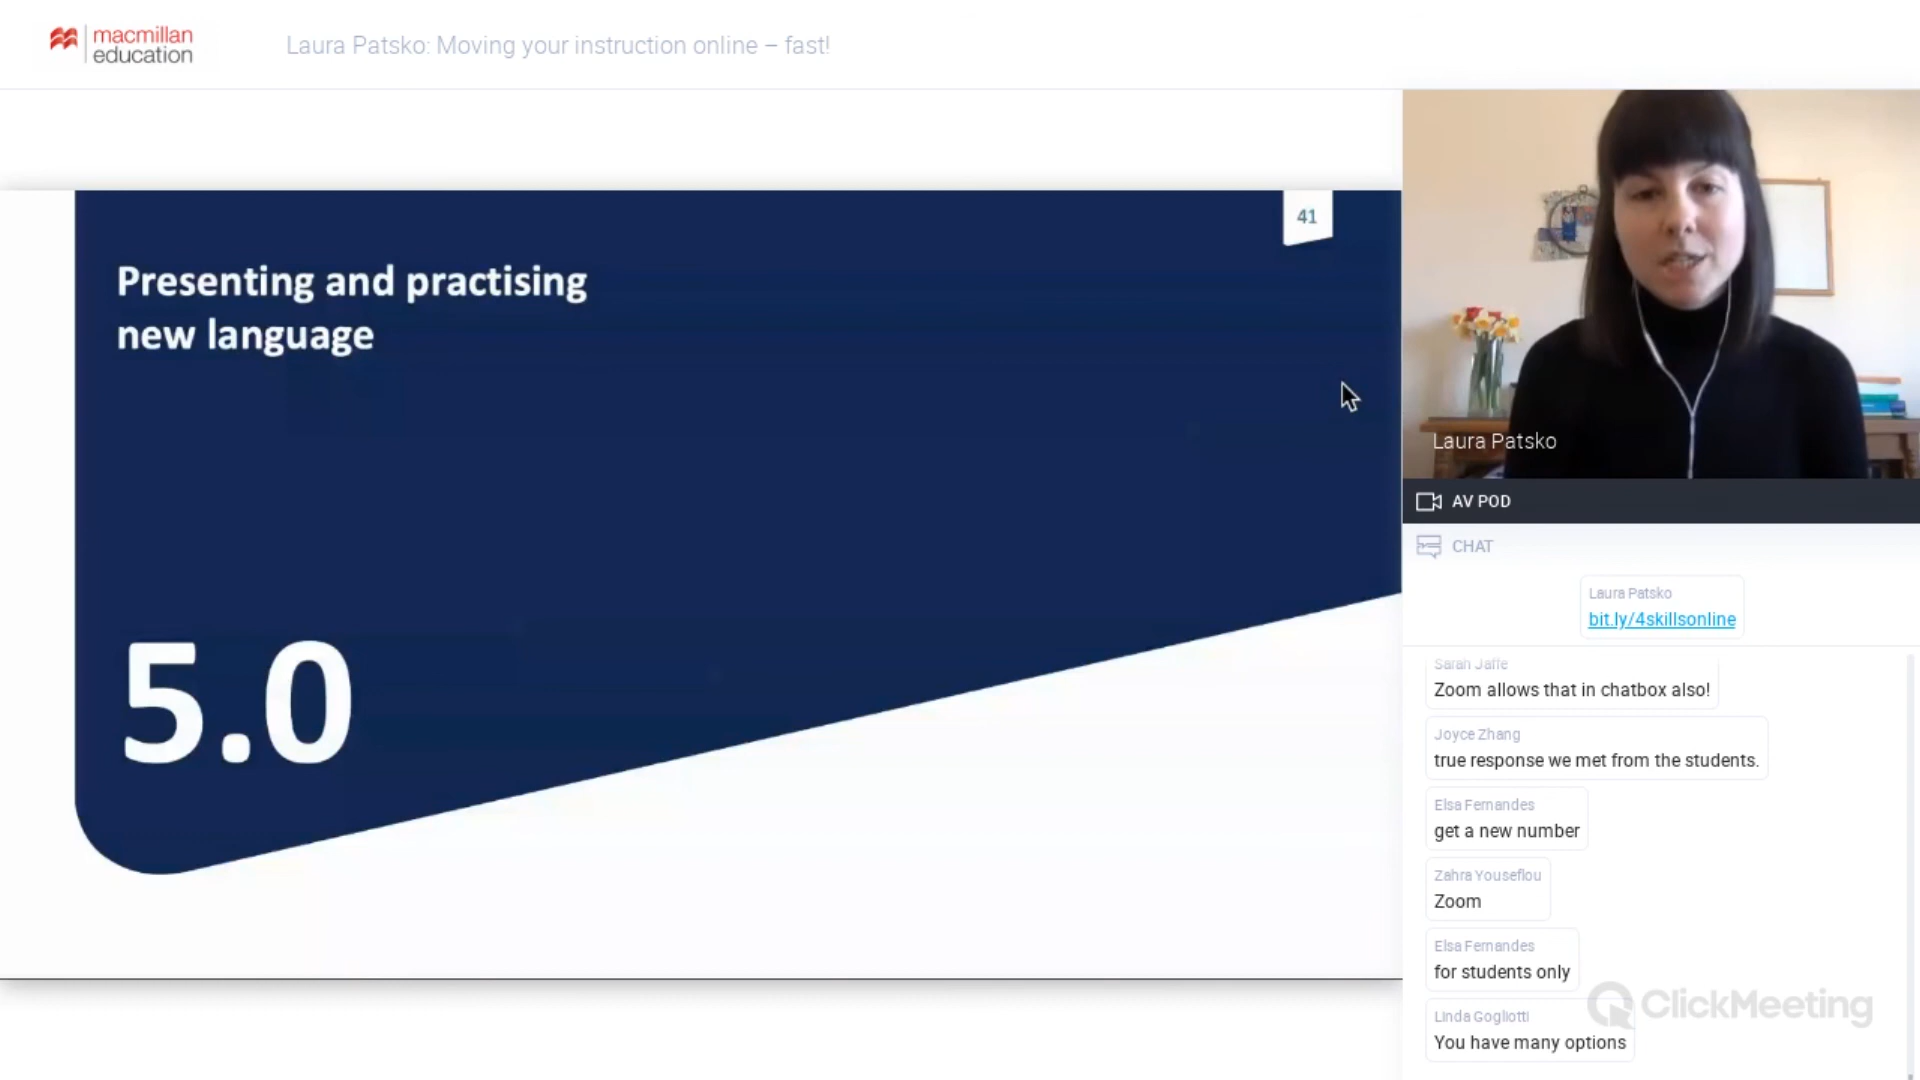 macmillan
education
Laura Patsko: Moving your instruction online – fast!
41
Presenting and practising
new language
5.0
Laura Patsko
AV POD
CHAT
Laura Patsko
bit.ly/4skillsonline
Sarah Jaffe
Zoom allows that in chatbox also!
Joyce Zhang
true response we met from the students.
Elsa Fernandes
get a new number
Zahra Youseflou
Zoom
Elsa Fernandes
for students only
Linda Gogliotti
You have many options
ClickMeeting